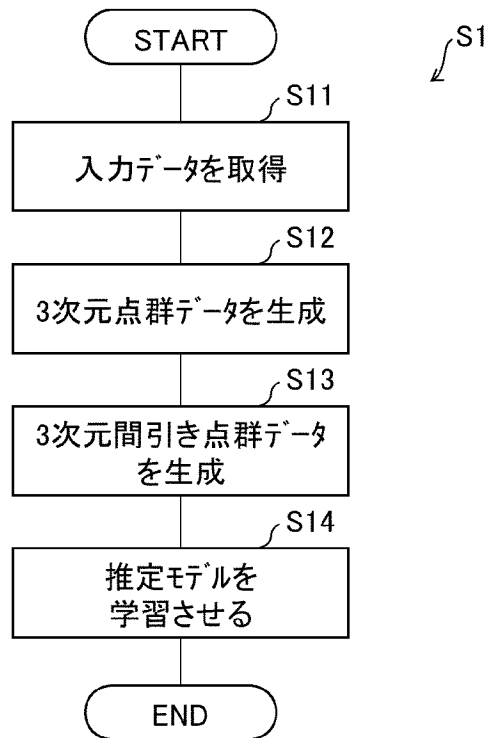 START
S1
S11
入力データを取得
S12
3次元点群データを生成
S13
3次元間引き点群データ
を生成
S14
推定モデルを
学習させる
END